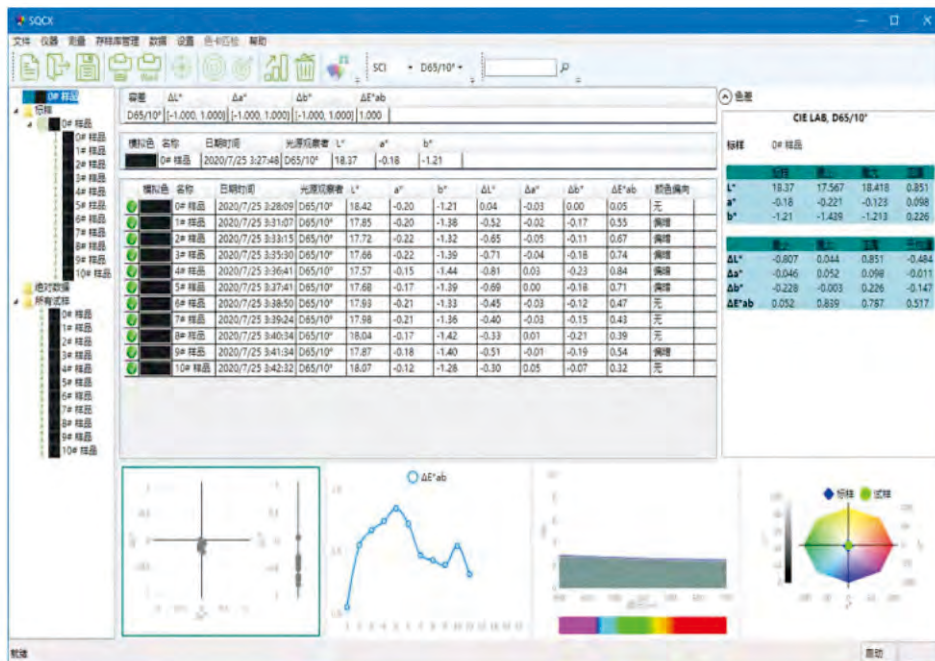 SQCX
文件 仪器 测量 存样库管理 数据 设置 色卡匹检 帮助
SCI D65/10°
0# 样品
标样
0# 样品
0# 样品
1# 样品
2# 样品
3# 样品
4# 样品
5# 样品
6# 样品
7# 样品
8# 样品
9# 样品
10# 样品
绝对数据
所有试样
0# 样品
1# 样品
2# 样品
3# 样品
4# 样品
5# 样品
6# 样品
7# 样品
8# 样品
9# 样品
10# 样品
容差 ΔL* Δa* Δb* ΔE*ab
D65/10° [-1.000, 1.000] [-1.000, 1.000] [-1.000, 1.000] 1.000
模拟色 名称 日期时间 光源观察者 L* a* b*
0# 样品 2020/7/25 3:27:48 D65/10° 18.37 -0.18 -1.21
模拟色 名称 日期时间 光源观察者 L* a* b* ΔL* Δa* Δb* ΔE*ab 颜色偏向
0# 样品 2020/7/25 3:28:09 D65/10° 18.42 -0.20 -1.21 0.04 -0.03 0.00 0.05 无
1# 样品 2020/7/25 3:31:07 D65/10° 17.85 -0.20 -1.38 -0.52 -0.02 -0.17 0.55 偏暗
2# 样品 2020/7/25 3:33:15 D65/10° 17.72 -0.22 -1.32 -0.65 -0.05 -0.11 0.67 偏暗
3# 样品 2020/7/25 3:35:30 D65/10° 17.66 -0.22 -1.39 -0.71 -0.04 -0.18 0.74 偏暗
4# 样品 2020/7/25 3:36:41 D65/10° 17.57 -0.15 -1.44 -0.81 0.03 -0.23 0.84 偏暗
5# 样品 2020/7/25 3:37:41 D65/10° 17.68 -0.17 -1.39 -0.69 0.00 -0.18 0.71 偏暗
6# 样品 2020/7/25 3:38:50 D65/10° 17.93 -0.21 -1.33 -0.45 -0.03 -0.12 0.47 无
7# 样品 2020/7/25 3:39:24 D65/10° 17.98 -0.21 -1.36 -0.40 -0.03 -0.15 0.43 无
8# 样品 2020/7/25 3:40:34 D65/10° 18.04 -0.17 -1.42 -0.33 0.01 -0.21 0.39 无
9# 样品 2020/7/25 3:41:34 D65/10° 17.87 -0.18 -1.40 -0.51 -0.01 -0.19 0.54 偏暗
10# 样品 2020/7/25 3:42:32 D65/10° 18.07 -0.12 -1.28 -0.30 0.05 -0.07 0.32 无
色差
CIE LAB, D65/10°
标样 0# 样品
标样 最小 最大 范围
L* 18.37 17.567 18.418 0.851
a* -0.18 -0.221 -0.123 0.098
b* -1.21 -1.439 -1.213 0.226
最小 最大 范围 平均值
ΔL* -0.807 0.044 0.851 -0.484
Δa* -0.046 0.052 0.098 -0.011
Δb* -0.228 -0.003 0.226 -0.147
ΔE*ab 0.052 0.839 0.787 0.517
ΔE*ab
标样 试样
就绪